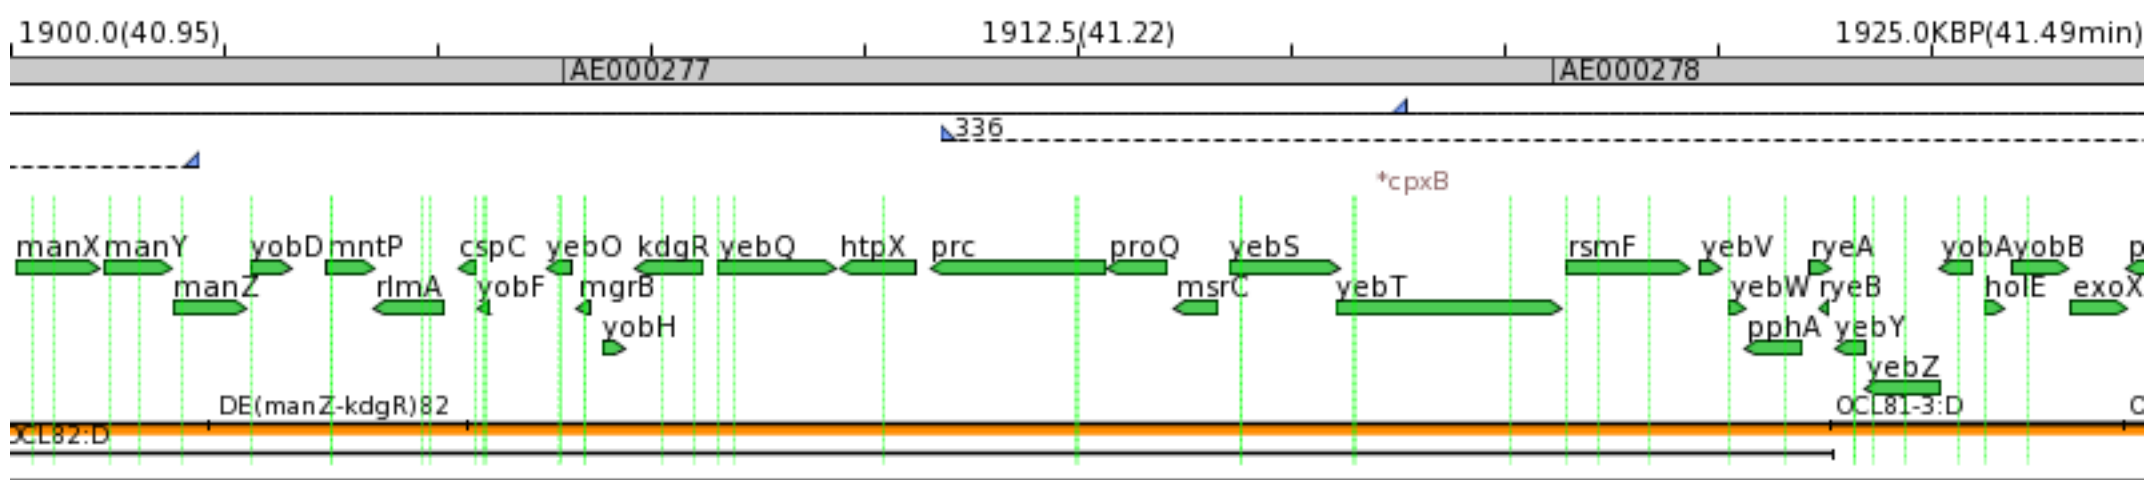 1900.0(40.95) 1912.5(41.22) 1925.0KBP(41.49min)
|AE000277 |AE000278
336
*cpxB
manX manY yobD mntP cspC yebO kdgR yebQ htpX prc proQ yebS rsmF yebV ryeA yobA yobB p
manZ rlmA yobF mgrB msrC yebT yebW ryeB holE exoX
yobH pphA yebY
yebZ
DE(manZ-kdgR)82 OCL81-3:D O
OCL82:D